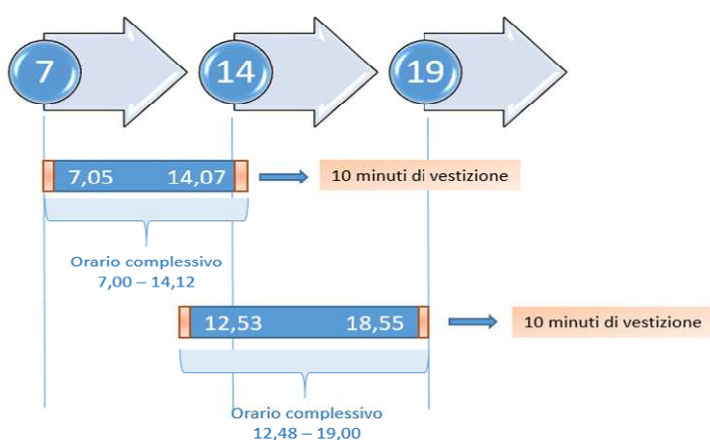 7
14
19
7,05
14,07
10 minuti di vestizione
Orario complessivo
7,00 – 14,12
12,53
18,55
10 minuti di vestizione
Orario complessivo
12,48 – 19,00